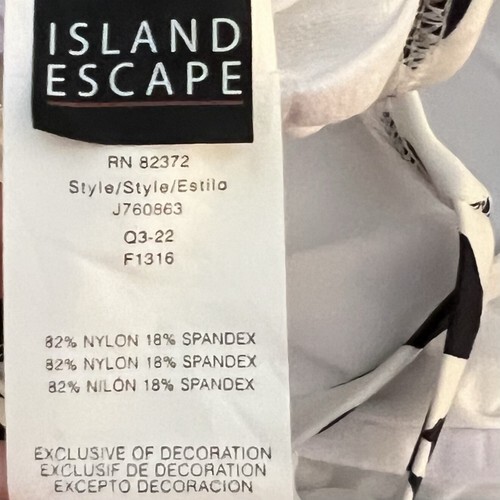 ISLAND
ESCAPE
RN 82372
Style/Style/Estilo
J760863
Q3-22
F1316
82% NYLON 18% SPANDEX
82% NYLON 18% SPANDEX
82% NILÓN 18% SPANDEX
EXCLUSIVE OF DECORATION
EXCLUSIF DE DECORATION
EXCEPTO DECORACION